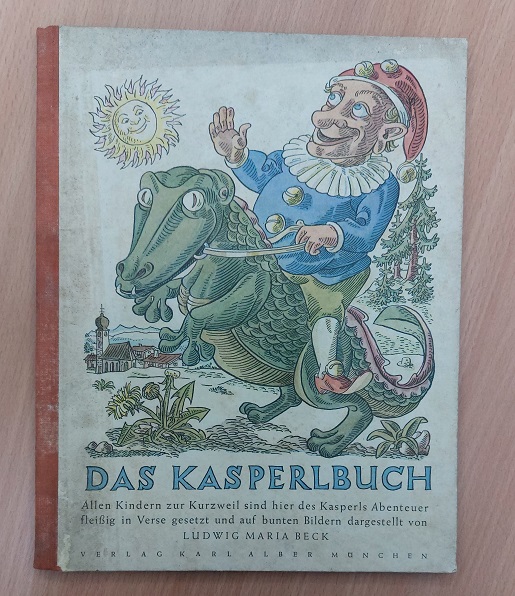 DAS KASPERLBUCH
Allen Kindern zur Kurzweil sind hier des Kasperls Abenteuer
fleißig in Verse gesetzt und auf bunten Bildern dargestellt von
LUDWIG MARIA BECK
VERLAG KARL ALBER MÜNCHEN